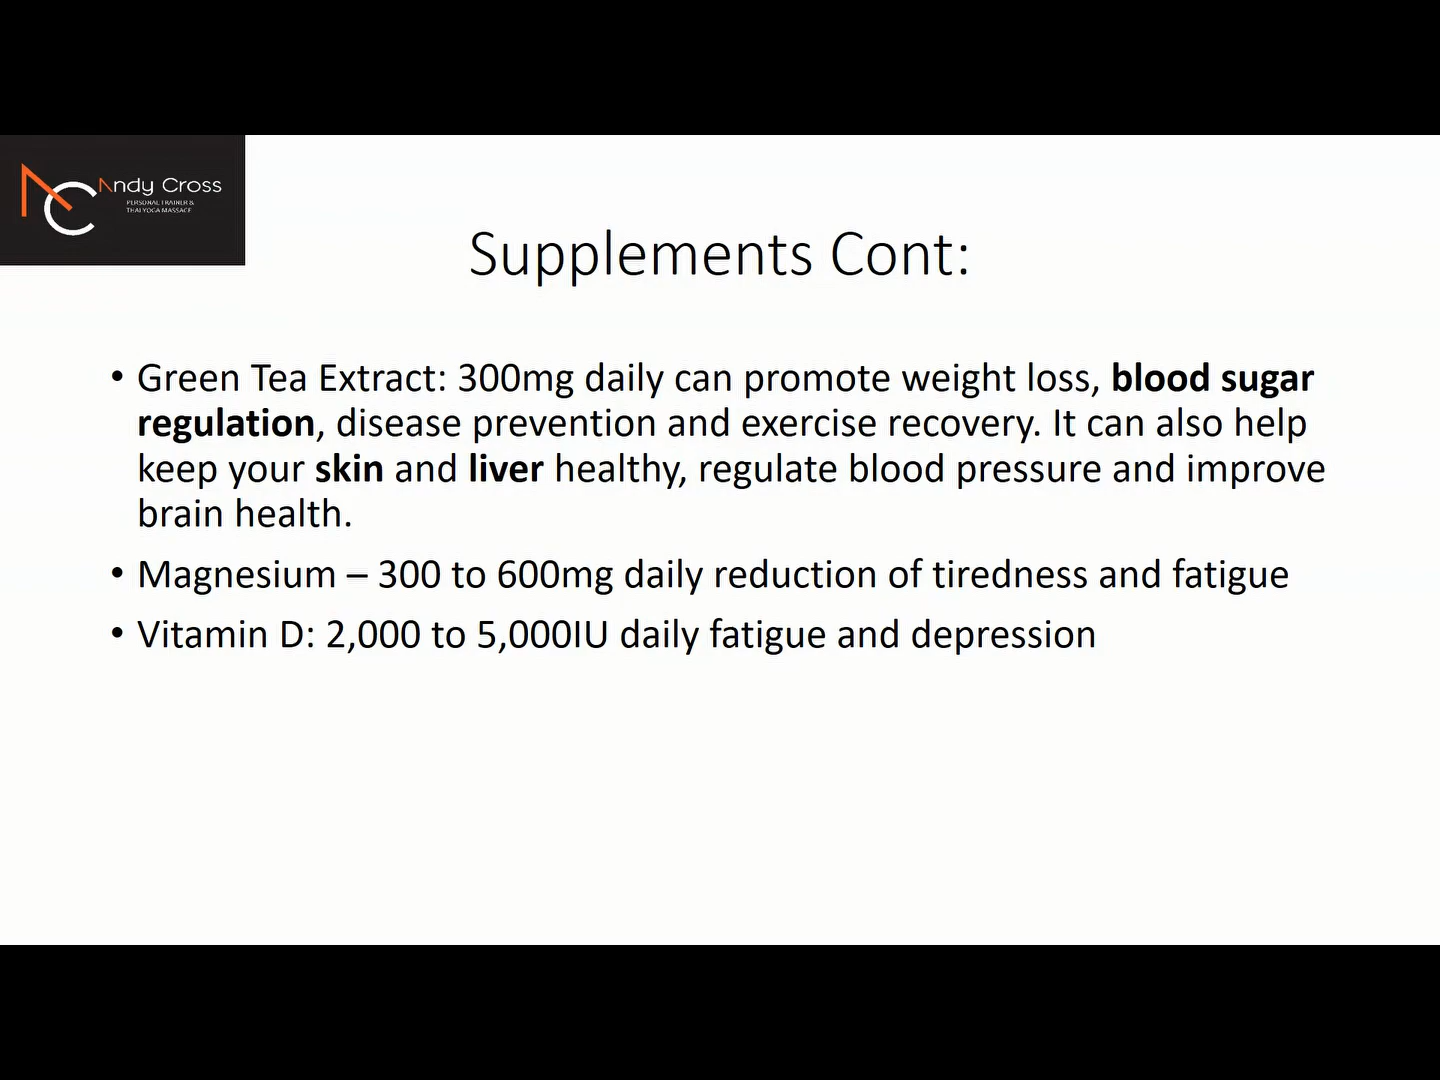 Andy Cross
PERSONAL TRAINER &
THAI YOGA MASSAGE
Supplements Cont:
• Green Tea Extract: 300mg daily can promote weight loss, blood sugar
regulation, disease prevention and exercise recovery. It can also help
keep your skin and liver healthy, regulate blood pressure and improve
brain health.
• Magnesium – 300 to 600mg daily reduction of tiredness and fatigue
• Vitamin D: 2,000 to 5,000IU daily fatigue and depression